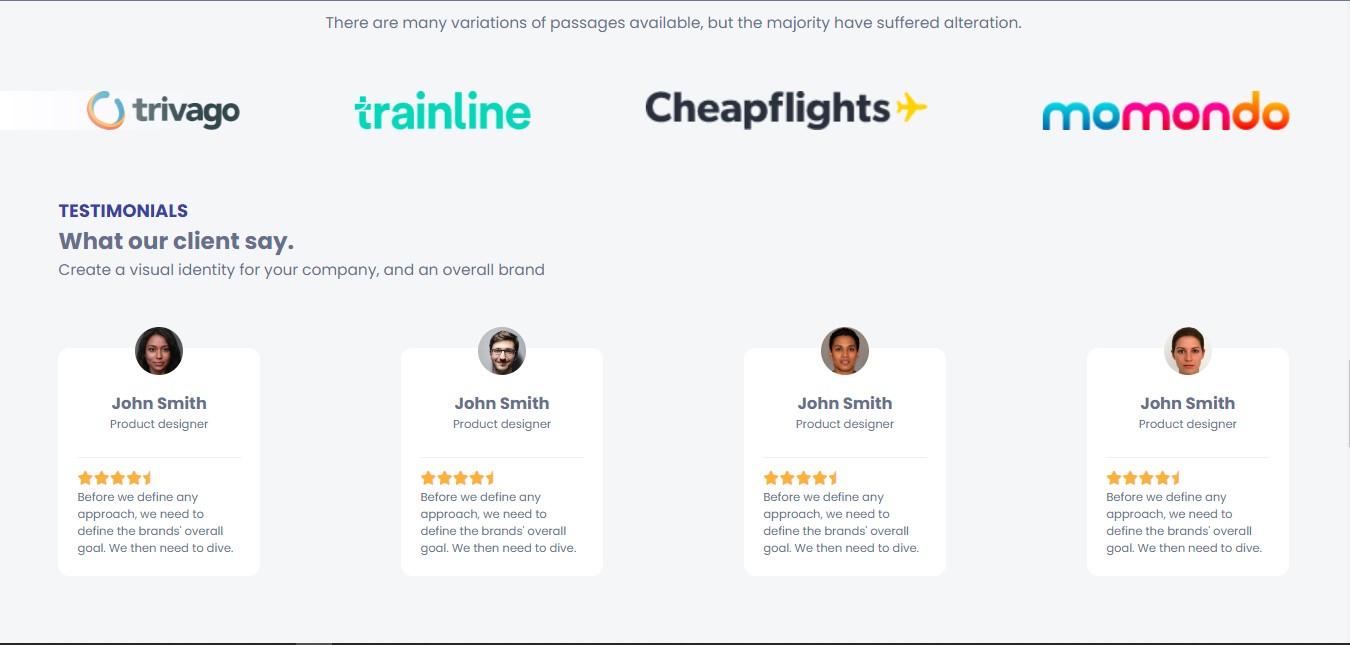 There are many variations of passages available, but the majority have suffered alteration.
trivago trainline Cheapflights momondo
TESTIMONIALS
What our client say.
Create a visual identity for your company, and an overall brand
John Smith
Product designer
Before we define any
approach, we need to
define the brands' overall
goal. We then need to dive.
John Smith
Product designer
Before we define any
approach, we need to
define the brands' overall
goal. We then need to dive.
John Smith
Product designer
Before we define any
approach, we need to
define the brands' overall
goal. We then need to dive.
John Smith
Product designer
Before we define any
approach, we need to
define the brands' overall
goal. We then need to dive.